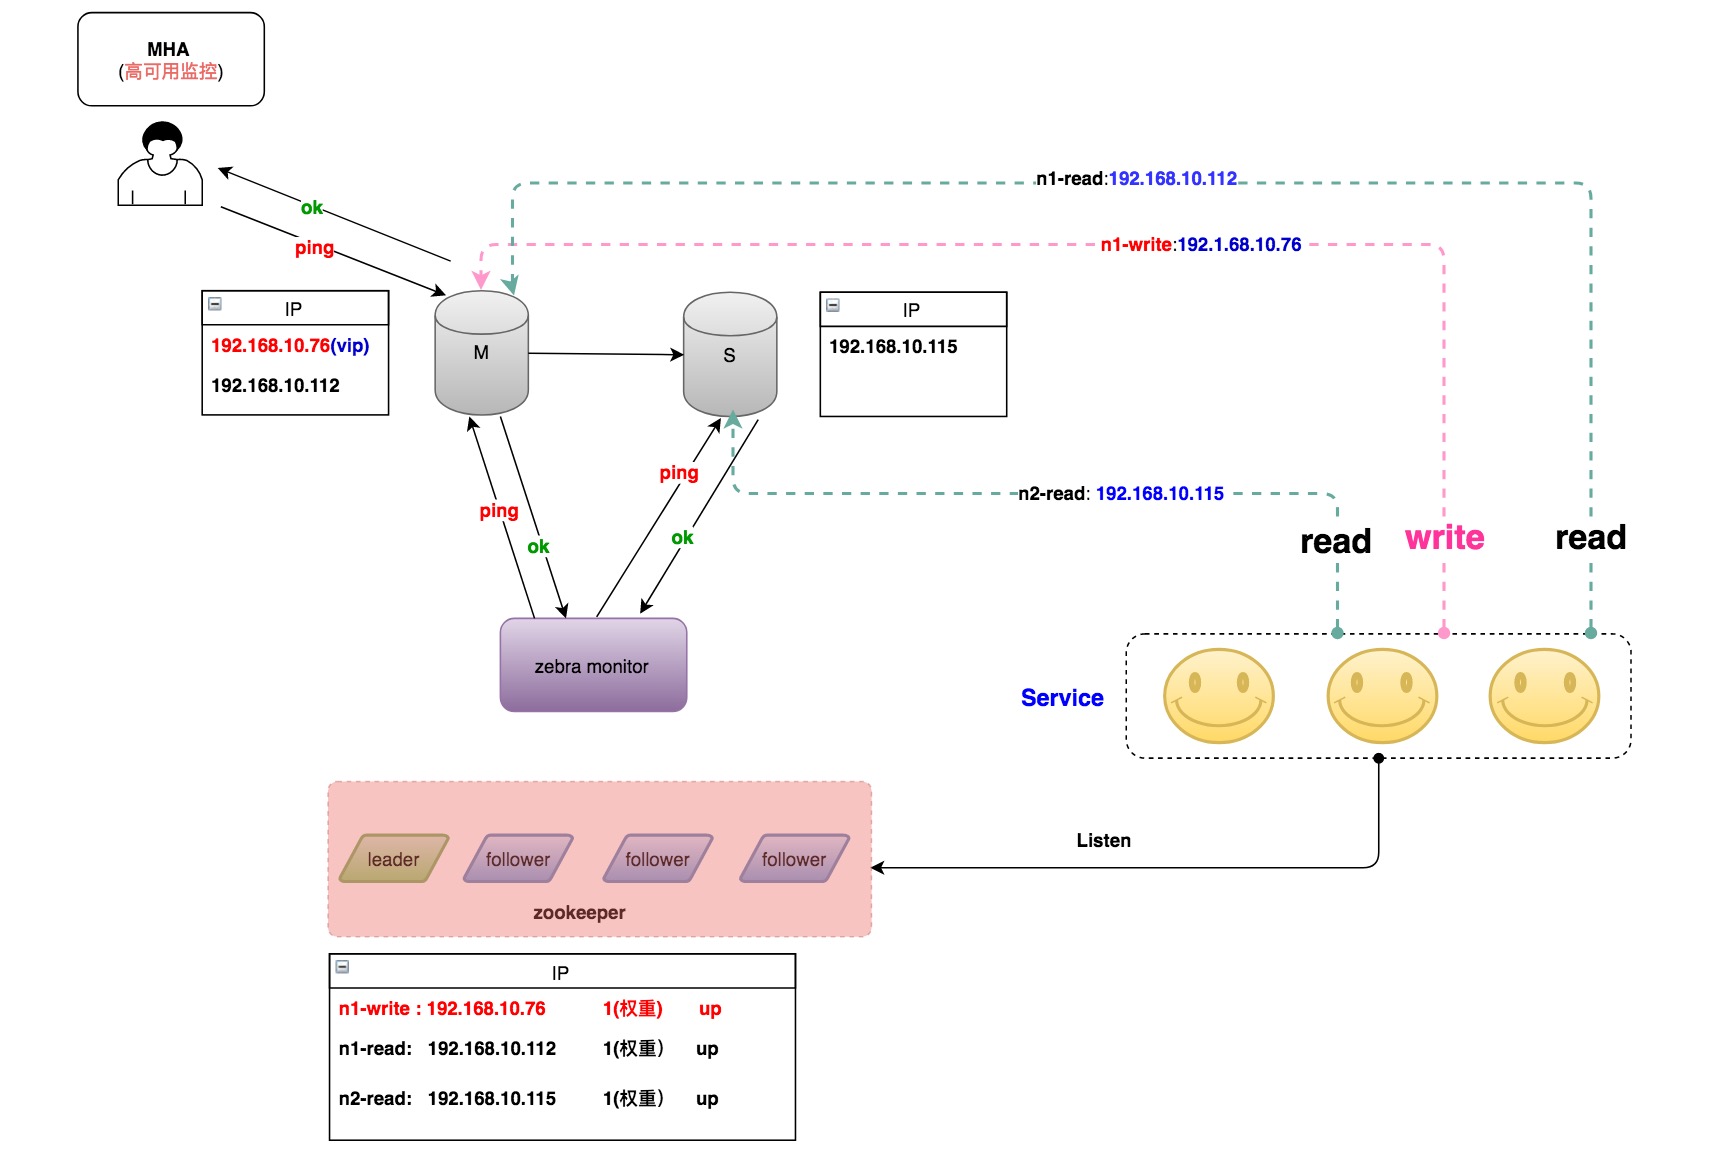 MHA
(高可用监控)
n1-read:192.168.10.112
ok
n1-write:192.1.68.10.76
ping
IP
192.168.10.76(vip)
192.168.10.112
M
S
IP
192.168.10.115
ping
n2-read: 192.168.10.115
ping
ok
ok
read
write
read
zebra monitor
Service
Listen
leader
follower
follower
follower
zookeeper
IP
n1-write : 192.168.10.76 1(权重) up
n1-read: 192.168.10.112 1(权重） up
n2-read: 192.168.10.115 1(权重） up